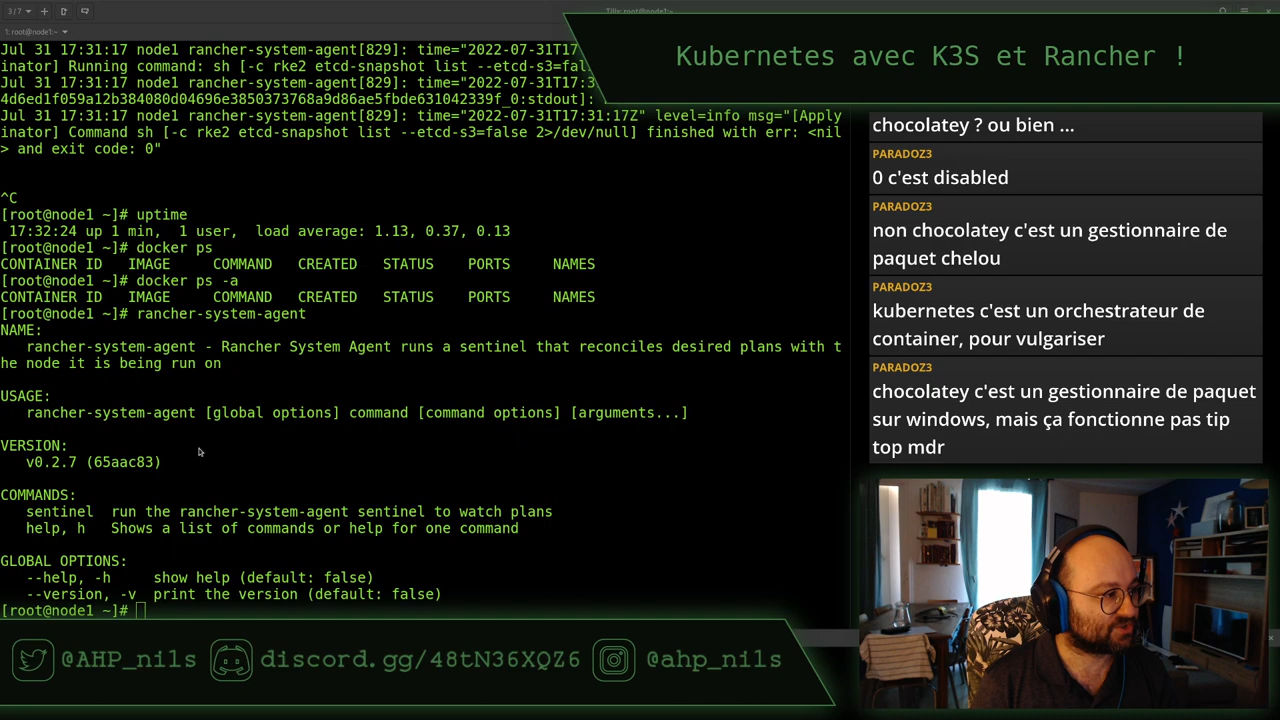 3/7
Tilix: root@node1:~
1: root@node1:~
Kubernetes avec K3S et Rancher !
Jul 31 17:31:17 node1 rancher-system-agent[829]: time="2022-07-31T17
inator] Running command: sh [-c rke2 etcd-snapshot list --etcd-s3=fal
Jul 31 17:31:17 node1 rancher-system-agent[829]: time="2022-07-31T17:3
4d6ed1f059a12b384080d04696e3850373768a9d86ae5fbde631042339f_0:stdout]:
Jul 31 17:31:17 node1 rancher-system-agent[829]: time="2022-07-31T17:31:17Z" level=info msg="[Apply
inator] Command sh [-c rke2 etcd-snapshot list --etcd-s3=false 2>/dev/null] finished with err: <nil
> and exit code: 0"
^C
[root@node1 ~]# uptime
17:32:24 up 1 min, 1 user, load average: 1.13, 0.37, 0.13
[root@node1 ~]# docker ps
CONTAINER ID IMAGE COMMAND CREATED STATUS PORTS NAMES
[root@node1 ~]# docker ps -a
CONTAINER ID IMAGE COMMAND CREATED STATUS PORTS NAMES
[root@node1 ~]# rancher-system-agent
NAME:
rancher-system-agent - Rancher System Agent runs a sentinel that reconciles desired plans with t
he node it is being run on
USAGE:
rancher-system-agent [global options] command [command options] [arguments...]
VERSION:
v0.2.7 (65aac83)
COMMANDS:
sentinel run the rancher-system-agent sentinel to watch plans
help, h Shows a list of commands or help for one command
GLOBAL OPTIONS:
--help, -h show help (default: false)
--version, -v print the version (default: false)
[root@node1 ~]#
chocolatey ? ou bien ...
PARADOZ3
0 c'est disabled
PARADOZ3
non chocolatey c'est un gestionnaire de
paquet chelou
PARADOZ3
kubernetes c'est un orchestrateur de
container, pour vulgariser
PARADOZ3
chocolatey c'est un gestionnaire de paquet
sur windows, mais ça fonctionne pas tip
top mdr
@AHP_nils discord.gg/48tN36XQZ6 @ahp_nils